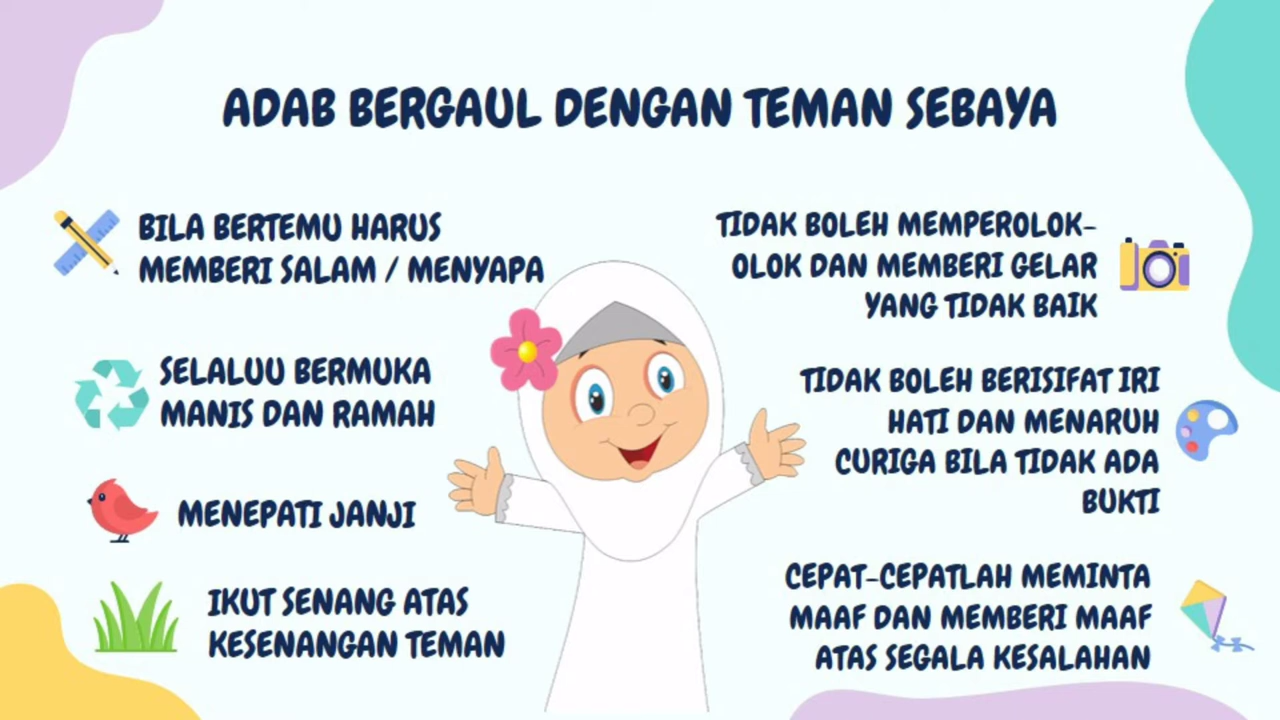 ADAB BERGAUL DENGAN TEMAN SEBAYA
BILA BERTEMU HARUS
MEMBERI SALAM / MENYAPA
SELALUU BERMUKA
MANIS DAN RAMAH
MENEPATI JANJI
IKUT SENANG ATAS
KESENANGAN TEMAN
TIDAK BOLEH MEMPEROLOK-
OLOK DAN MEMBERI GELAR
YANG TIDAK BAIK
TIDAK BOLEH BERISIFAT IRI
HATI DAN MENARUH
CURIGA BILA TIDAK ADA
BUKTI
CEPAT-CEPATLAH MEMINTA
MAAF DAN MEMBERI MAAF
ATAS SEGALA KESALAHAN